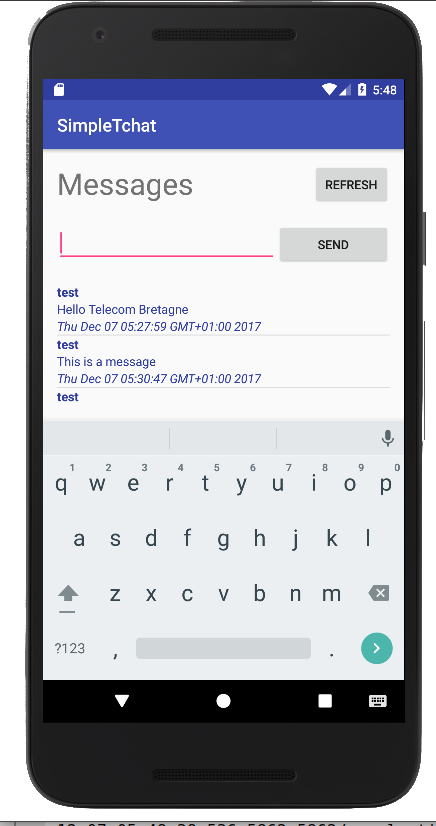 5:48
SimpleTchat
Messages
REFRESH
SEND
test
Hello Telecom Bretagne
Thu Dec 07 05:27:59 GMT+01:00 2017
test
This is a message
Thu Dec 07 05:30:47 GMT+01:00 2017
test
1 2 3 4 5 6 7 8 9 0
q w e r t y u i o p
a s d f g h j k l
z x c v b n m
?123 , .